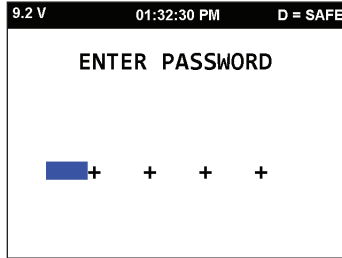 9.2 V 01:32:30 PM D = SAFE
ENTER PASSWORD
+ + + +